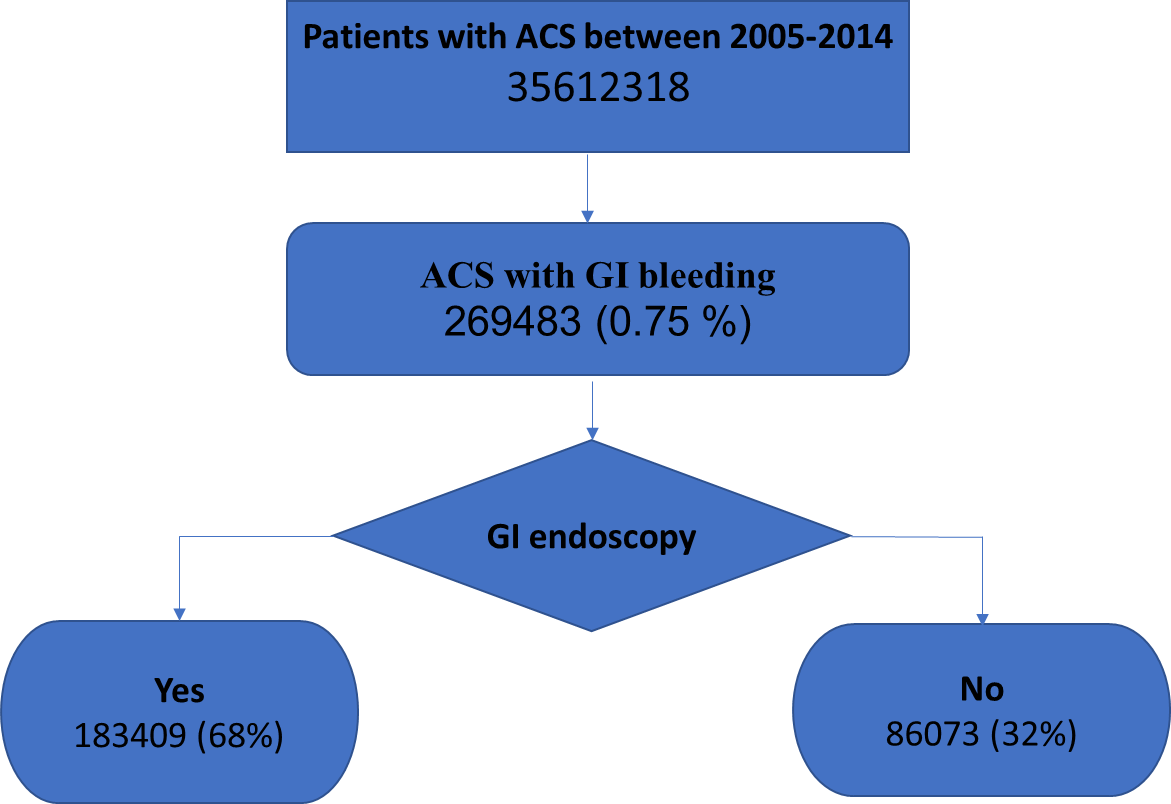 Patients with ACS between 2005-2014
35612318
ACS with GI bleeding
269483 (0.75 %)
GI endoscopy
Yes
183409 (68%)
No
86073 (32%)